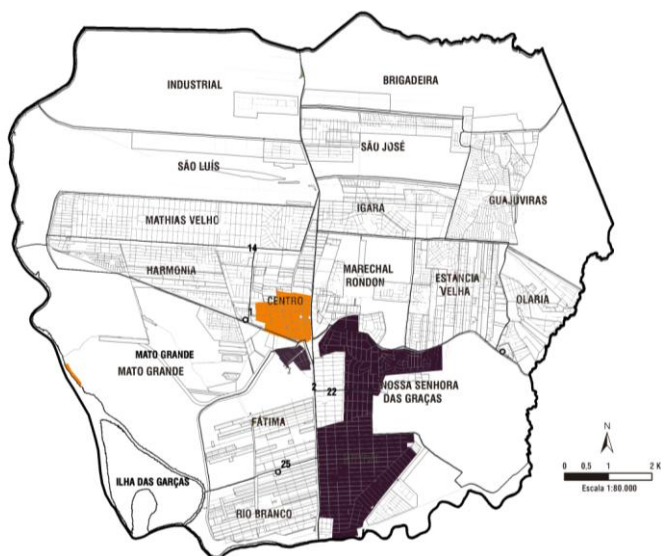 INDUSTRIAL
BRIGADEIRA
SÃO JOSÉ
SÃO LUÍS
IGARA
GUAJUVIRAS
MATHIAS VELHO
14
HARMONIA
MARECHAL
RONDON
ESTANCIA
VELHA
OLARIA
CENTRO
1
MATO GRANDE
MATO GRANDE
2
22
NOSSA SENHORA
DAS GRAÇAS
FÁTIMA
25
ILHA DAS GARÇAS
RIO BRANCO
N
0 0.5 1 2 K
Escala 1:80.000